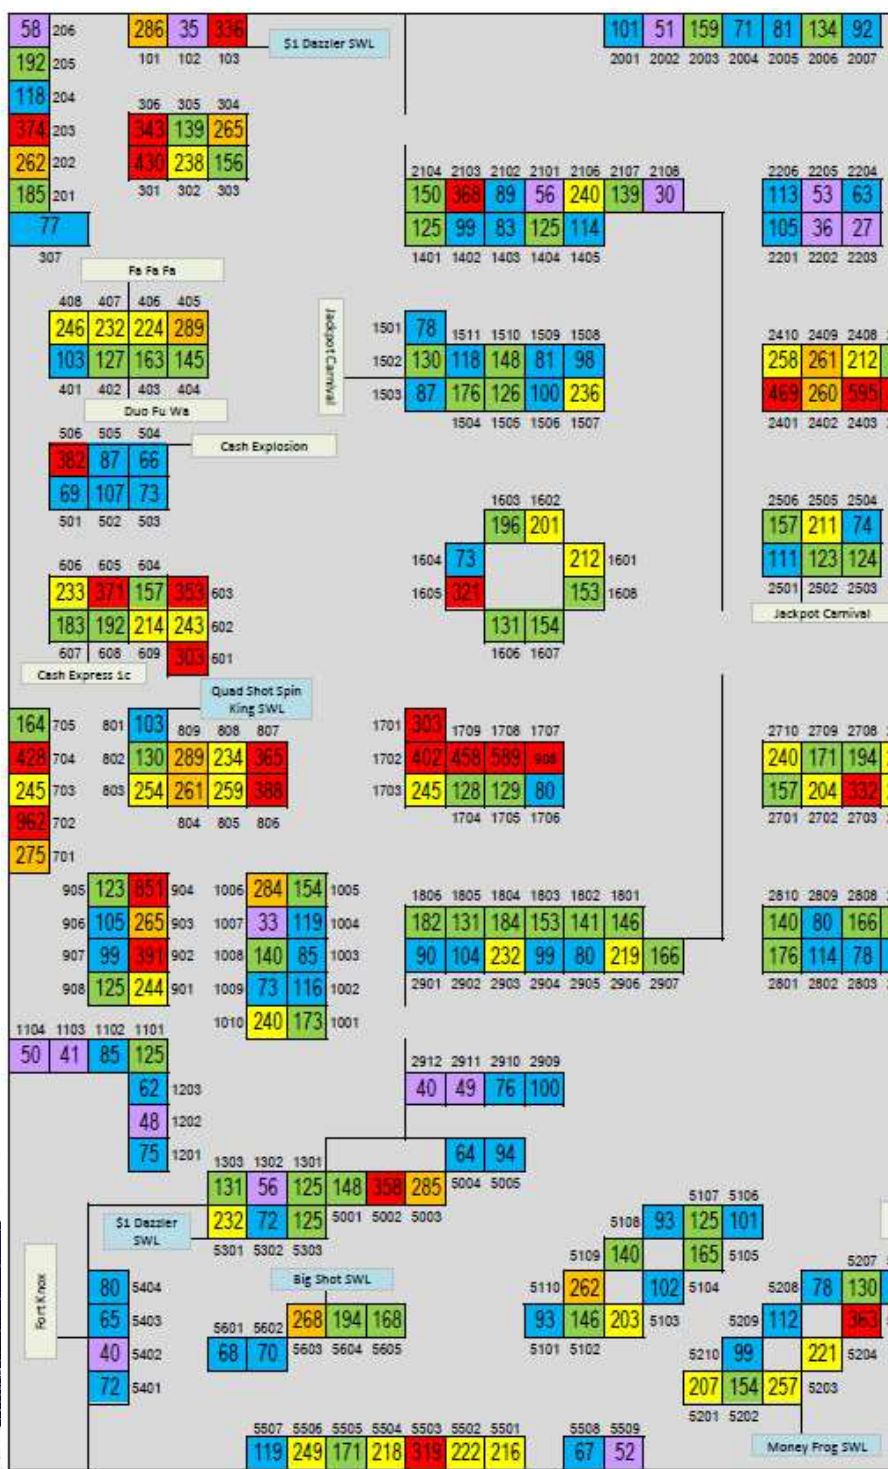 58 206 286 35 336 101 51 159 71 81 134 92
$1 Dazzler SWL
192 205 101 102 103 2001 2002 2003 2004 2005 2006 2007
118 204
306 305 304
374 203 343 139 265
262 202 430 238 156
2104 2103 2102 2101 2106 2107 2108 2206 2205 2204
185 201 301 302 303 150 368 89 56 240 139 30 113 53 63
77 125 99 83 125 114 105 36 27
307 1401 1402 1403 1404 1405 2201 2202 2203
Fa Fa Fa
408 407 406 405
246 232 224 289 1501 78 1511 1510 1509 1508 2410 2409 2408
103 127 163 145 Jackpot Carnival 1502 130 118 148 81 98 258 261 212
401 402 403 404 1503 87 176 126 100 236 469 260 595
Duo Fu Wa 1504 1505 1506 1507 2401 2402 2403
506 505 504 Cash Explosion
382 87 66
69 107 73 1603 1602 2506 2505 2504
501 502 503 196 201 157 211 74
606 605 604 1604 73 212 1601 111 123 124
233 371 157 353 603 1605 321 153 1608 2501 2502 2503
183 192 214 243 602 131 154 Jackpot Carnival
607 608 609 303 601 1606 1607
Cash Express 1c
Quad Shot Spin
King SWL
164 705 801 103 809 808 807 1701 303 1709 1708 1707 2710 2709 2708
428 704 802 130 289 234 365 1702 402 458 589 240 171 194
245 703 803 254 261 259 388 1703 245 128 129 80 157 204 332
962 702 804 805 806 1704 1705 1706 2701 2702 2703
275 701
905 123 851 904 1006 284 154 1005 1806 1805 1804 1803 1802 1801 2810 2809 2808
906 105 265 903 1007 33 119 1004 182 131 184 153 141 146 140 80 166
907 99 391 902 1008 140 85 1003 90 104 232 99 80 219 166 176 114 78
908 125 244 901 1009 73 116 1002 2901 2902 2903 2904 2905 2906 2907 2801 2802 2803
1010 240 173 1001
1104 1103 1102 1101
50 41 85 125 2912 2911 2910 2909
62 1203 40 49 76 100
48 1202
75 1201 64 94
1303 1302 1301
131 56 125 148 358 285 5004 5005
$1 Dazzler
SWL
232 72 125 5001 5002 5003
5301 5302 5303
5107 5106
5108 93 125 101
5109 140 165 5105
Fort Knox
80 5404 Big Shot SWL 5110 262 102 5104 5208 78 130 5207
65 5403 5601 5602 268 194 168 93 146 203 5103 5209 112 363
40 5402 68 70 5603 5604 5605 5101 5102 5210 99 221 5204
72 5401 207 154 257 5203
5201 5202
5507 5506 5505 5504 5503 5502 5501 5508 5509
119 249 171 218 319 222 216 67 52
Money Frog SWL